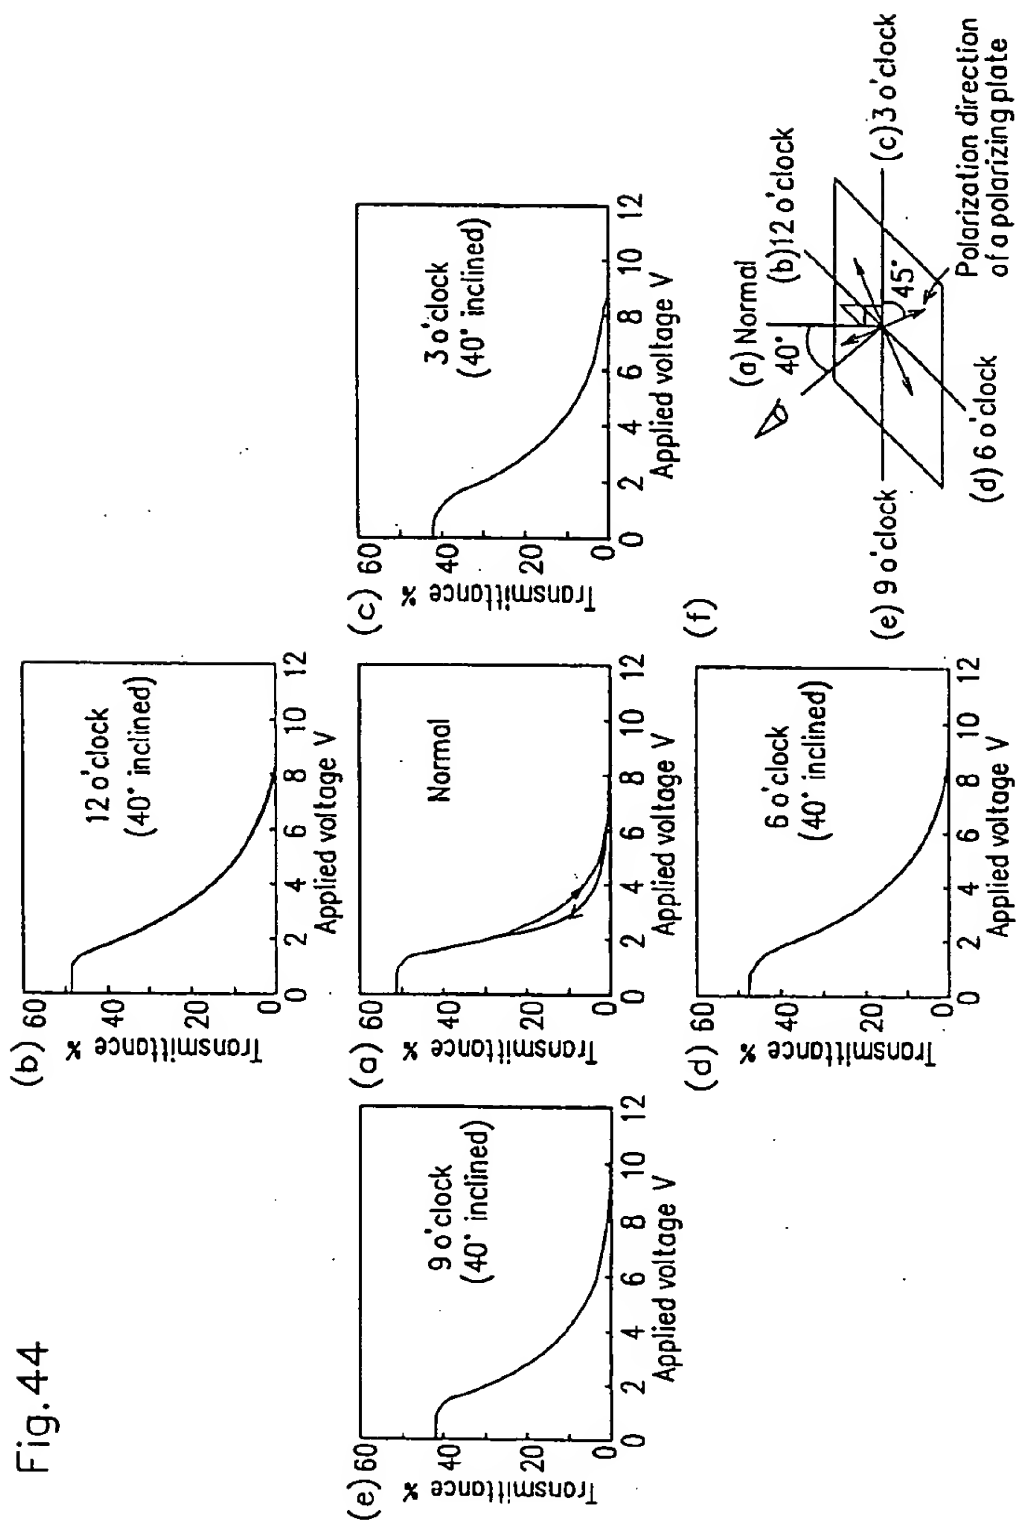 Fig.44
(b)
60
40
20
0
Transmittance %
12 o'clock
(40° inclined)
0 2 4 6 8 10 12
Applied voltage V
(e)
60
40
20
0
Transmittance %
9 o'clock
(40° inclined)
0 2 4 6 8 10 12
Applied voltage V
(a)
60
40
20
0
Transmittance %
Normal
0 2 4 6 8 10 12
Applied voltage V
(c)
60
40
20
0
Transmittance %
3 o'clock
(40° inclined)
0 2 4 6 8 10 12
Applied voltage V
(d)
60
40
20
0
Transmittance %
6 o'clock
(40° inclined)
0 2 4 6 8 10 12
Applied voltage V
(f)
(a) Normal
40°
(b)12 o'clock
(e) 9 o'clock
(c)3 o'clock
45°
(d) 6 o'clock
Polarization direction
of a polarizing plate